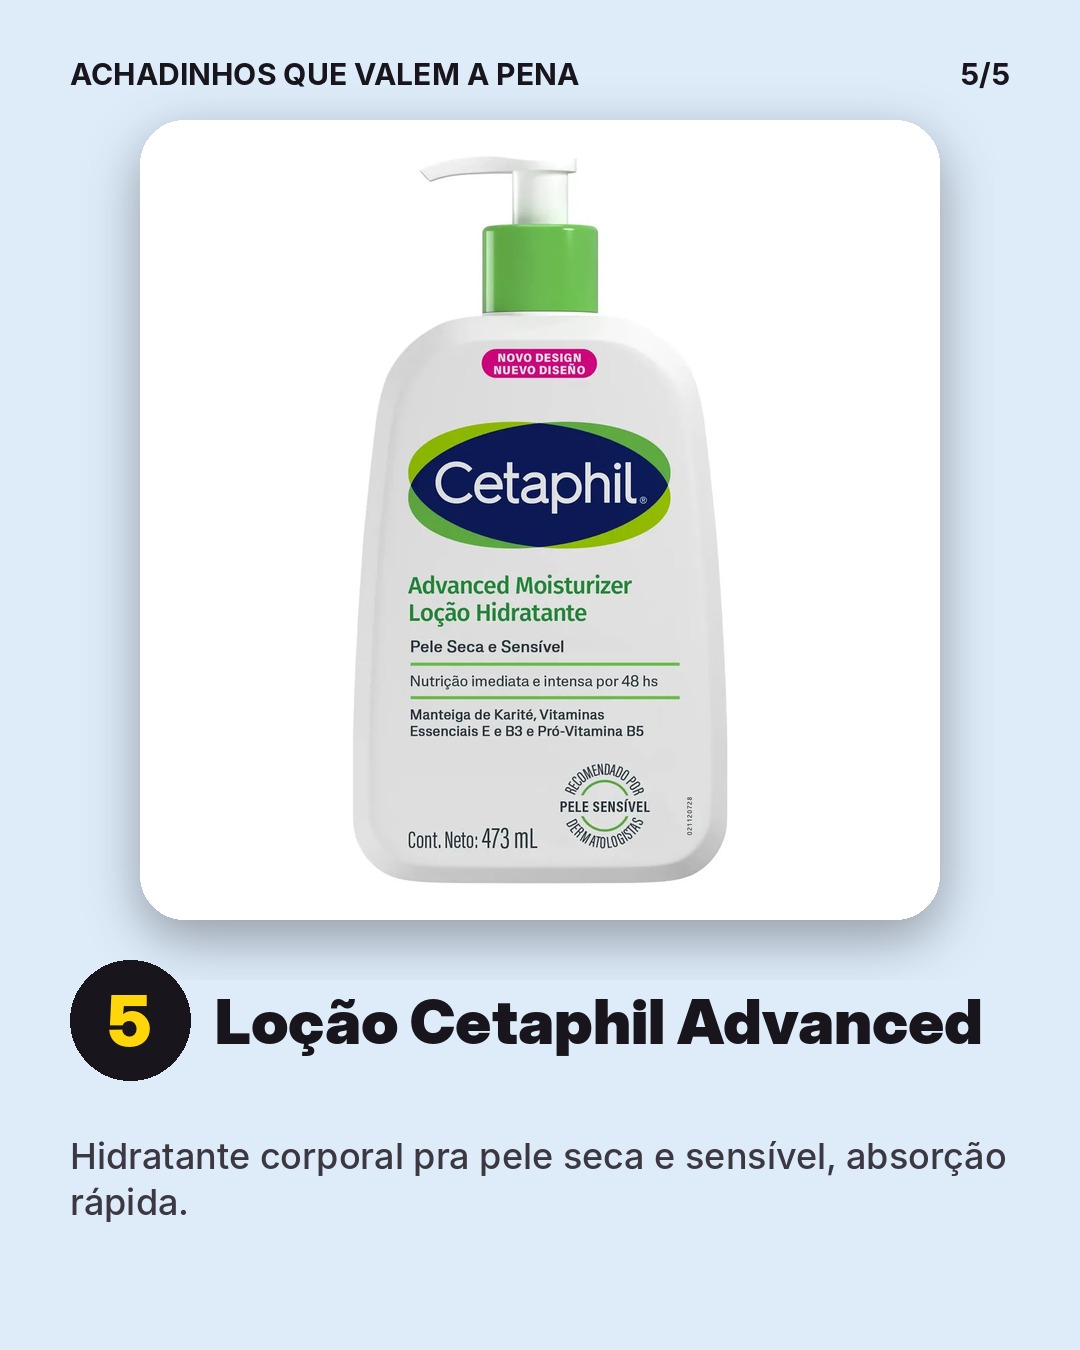 ACHADINHOS QUE VALEM A PENA
5/5
NOVO DESIGN
NUEVO DISEÑO
Cetaphil®
Advanced Moisturizer
Loção Hidratante
Pele Seca e Sensível
Nutrição imediata e intensa por 48 hs
Manteiga de Karité, Vitaminas
Essenciais E e B3 e Pró-Vitamina B5
RECOMENDADO POR
PELE SENSÍVEL
DERMATOLOGISTAS
021120728
Cont. Neto: 473 mL
5
Loção Cetaphil Advanced
Hidratante corporal pra pele seca e sensível, absorção
rápida.